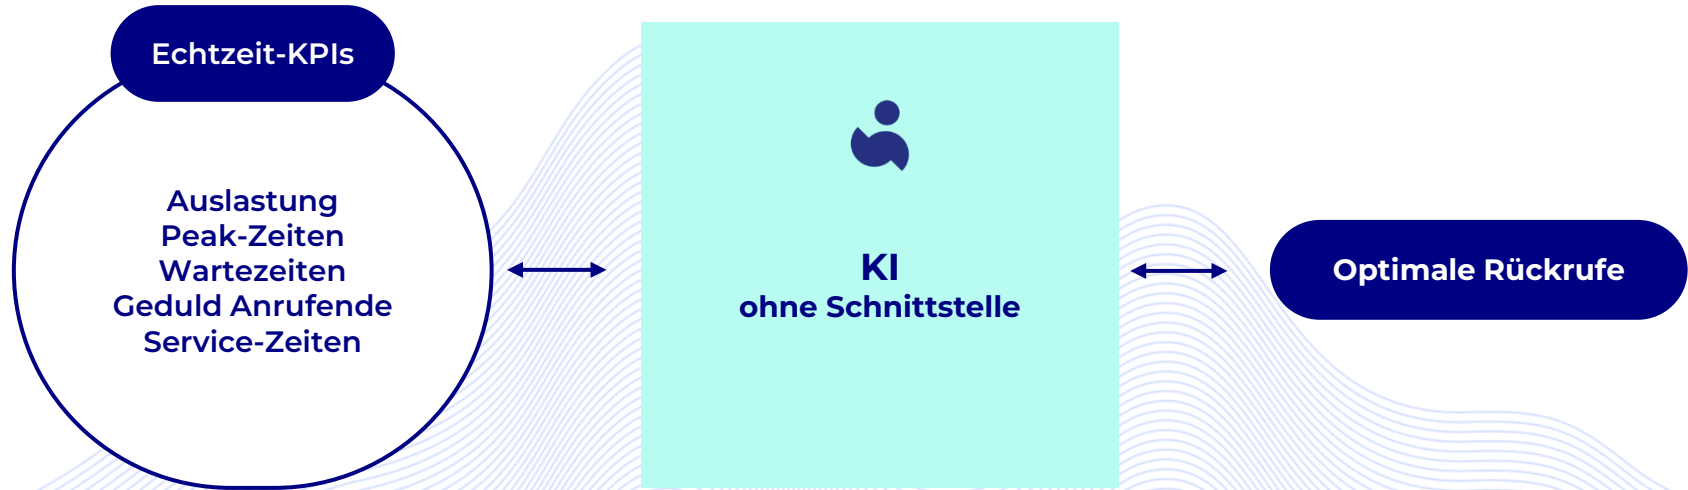 Echtzeit-KPIs
Auslastung
Peak-Zeiten
Wartezeiten
Geduld Anrufende
Service-Zeiten
KI
ohne Schnittstelle
Optimale Rückrufe